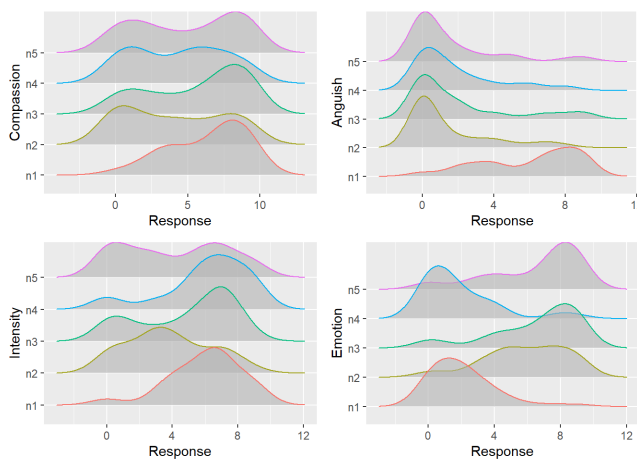 Compassion
n5
n4
n3
n2
n1
0 5 10
Response
Anguish
n5
n4
n3
n2
n1
0 4 8 1
Response
Intensity
n5
n4
n3
n2
n1
0 4 8 12
Response
Emotion
n5
n4
n3
n2
n1
0 4 8 12
Response